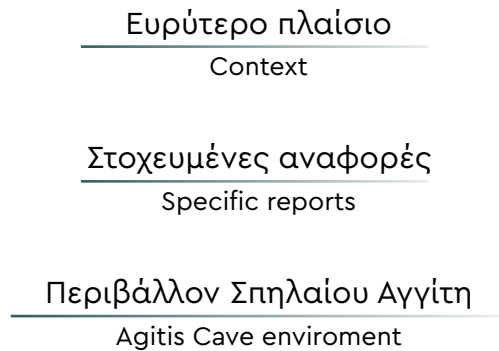 Ευρύτερο πλαίσιο
Context
Στοχευμένες αναφορές
Specific reports
Περιβάλλον Σπηλαίου Αγγίτη
Agitis Cave enviroment